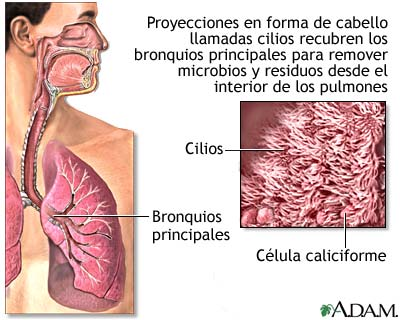 Proyecciones en forma de cabello
llamadas cilios recubren los
bronquios principales para remover
microbios y residuos desde el
interior de los pulmones
Cilios
Bronquios
principales
Célula caliciforme
ADAM.